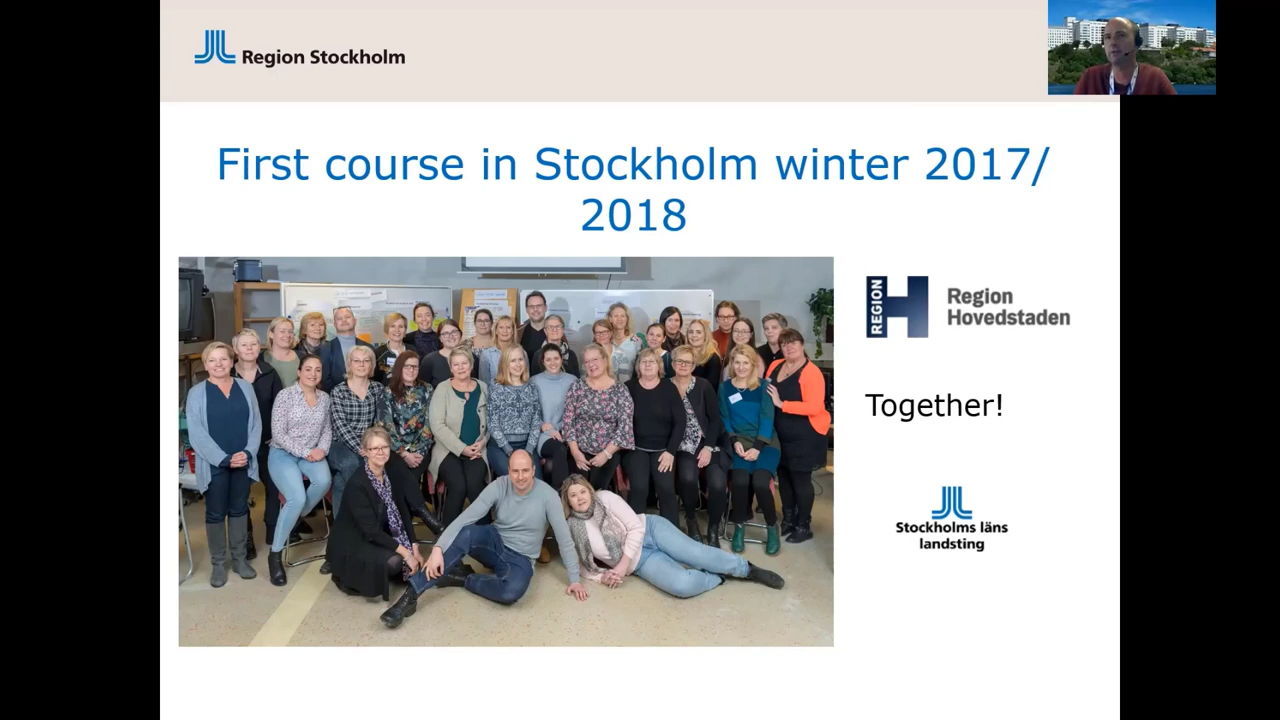 Region Stockholm
First course in Stockholm winter 2017/
2018
REGION
H
Region
Hovedstaden
Together!
Stockholms läns
landsting